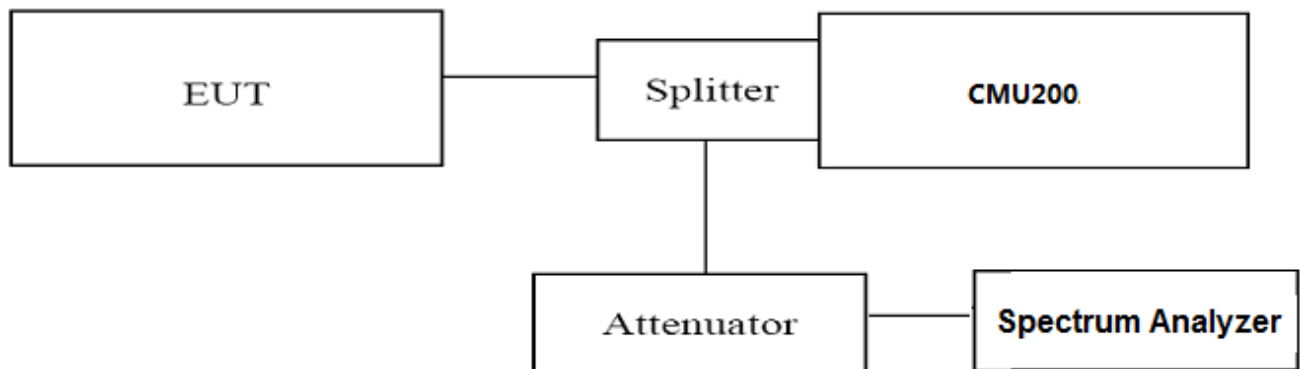 EUT
Splitter
CMU200
Attenuator
Spectrum Analyzer